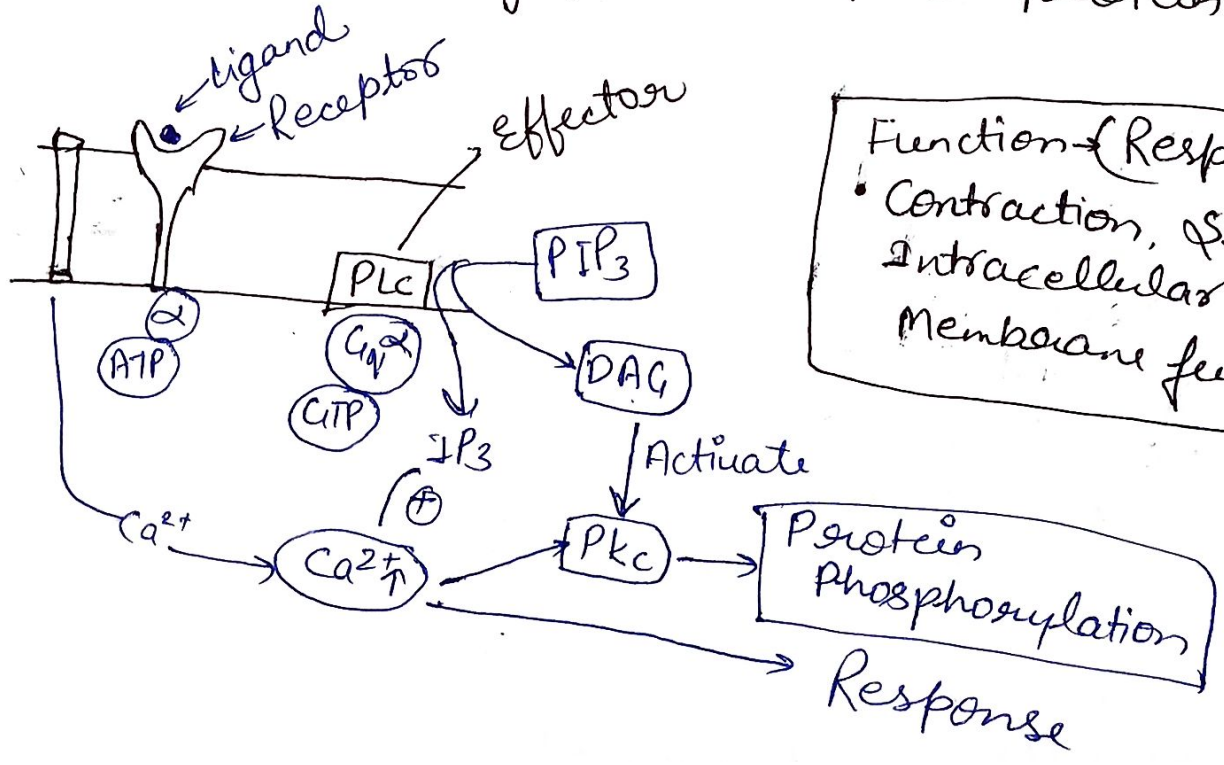 Ligand
Receptor
Effector
Function → (Resp
• Contraction, S
Intracellular
Membrane fu
PLc
PIP3
α
ATP
Gqα
GTP
DAG
IP3
Activate
+
Ca2+
Ca2+↑
PKc
Protein
Phosphorylation
Response